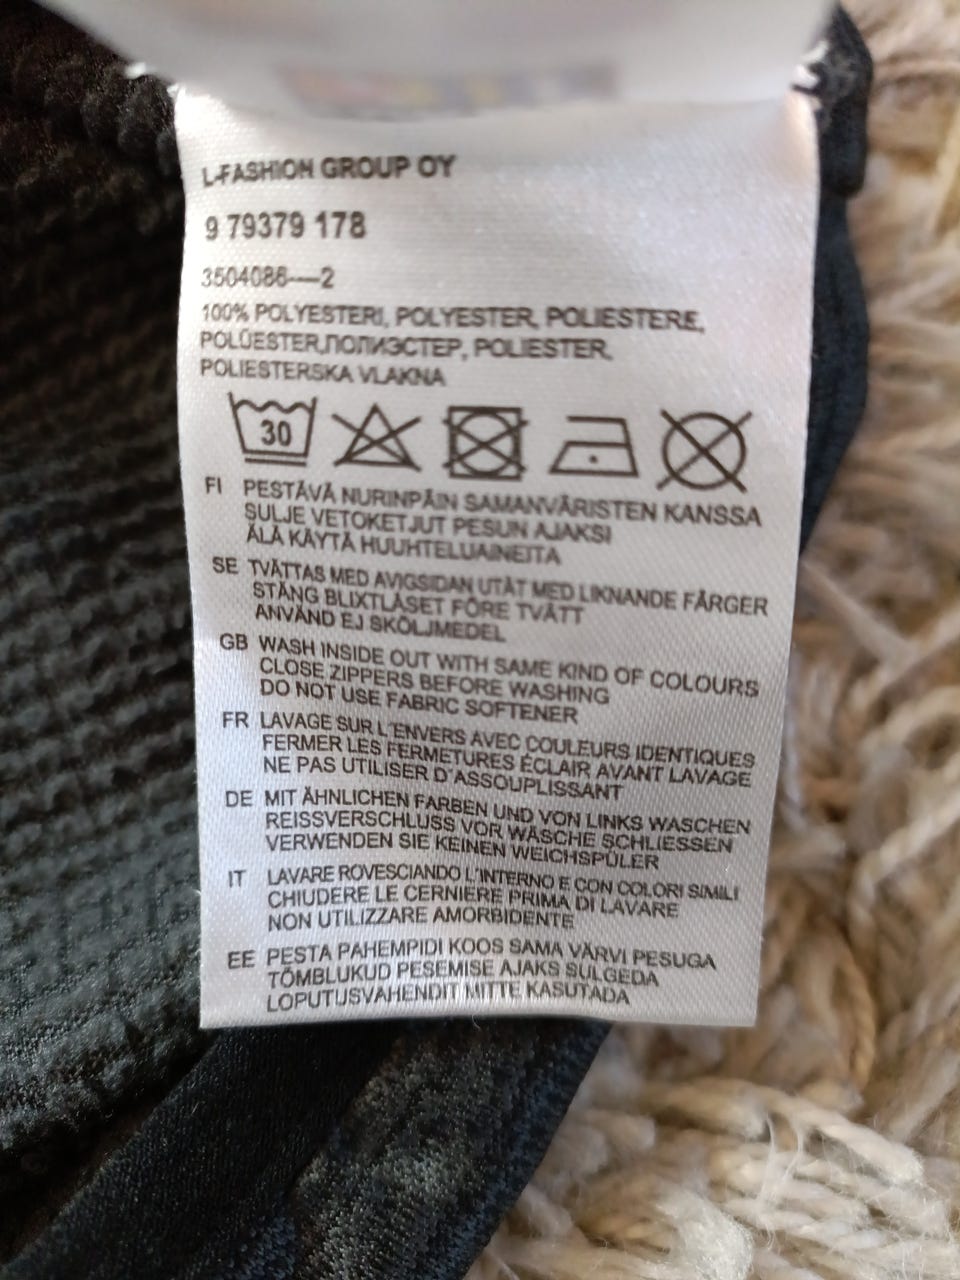 L-FASHION GROUP OY
9 79379 178
3504086—2
100% POLYESTERI, POLYESTER, POLIESTERE,
POLÜESTER,ПОЛИЭСТЕР, POLIESTER,
POLIESTERSKA VLAKNA
30
FI PESTÄVÄ NURINPÄIN SAMANVÄRISTEN KANSSA
SULJE VETOKETJUT PESUN AJAKSI
ÄLÄ KÄYTÄ HUUHTELUAINEITA
SE TVÄTTAS MED AVIGSIDAN UTÅT MED LIKNANDE FÄRGER
STÄNG BLIXTLÅSET FÖRE TVÄTT
ANVÄND EJ SKÖLJMEDEL
GB WASH INSIDE OUT WITH SAME KIND OF COLOURS
CLOSE ZIPPERS BEFORE WASHING
DO NOT USE FABRIC SOFTENER
FR LAVAGE SUR L'ENVERS AVEC COULEURS IDENTIQUES
FERMER LES FERMETURES ÉCLAIR AVANT LAVAGE
NE PAS UTILISER D'ASSOUPLISSANT
DE MIT ÄHNLICHEN FARBEN UND VON LINKS WASCHEN
REISSVERSCHLUSS VOR WÄSCHE SCHLIESSEN
VERWENDEN SIE KEINEN WEICHSPÜLER
IT LAVARE ROVESCIANDO L'INTERNO E CON COLORI SIMILI
CHIUDERE LE CERNIERE PRIMA DI LAVARE
NON UTILIZZARE AMORBIDENTE
EE PESTA PAHEMPIDI KOOS SAMA VÄRVI PESUGA
TÕMBLUKUD PESEMISE AJAKS SULGEDA
LOPUTUSVAHENDIT MITTE KASUTADA